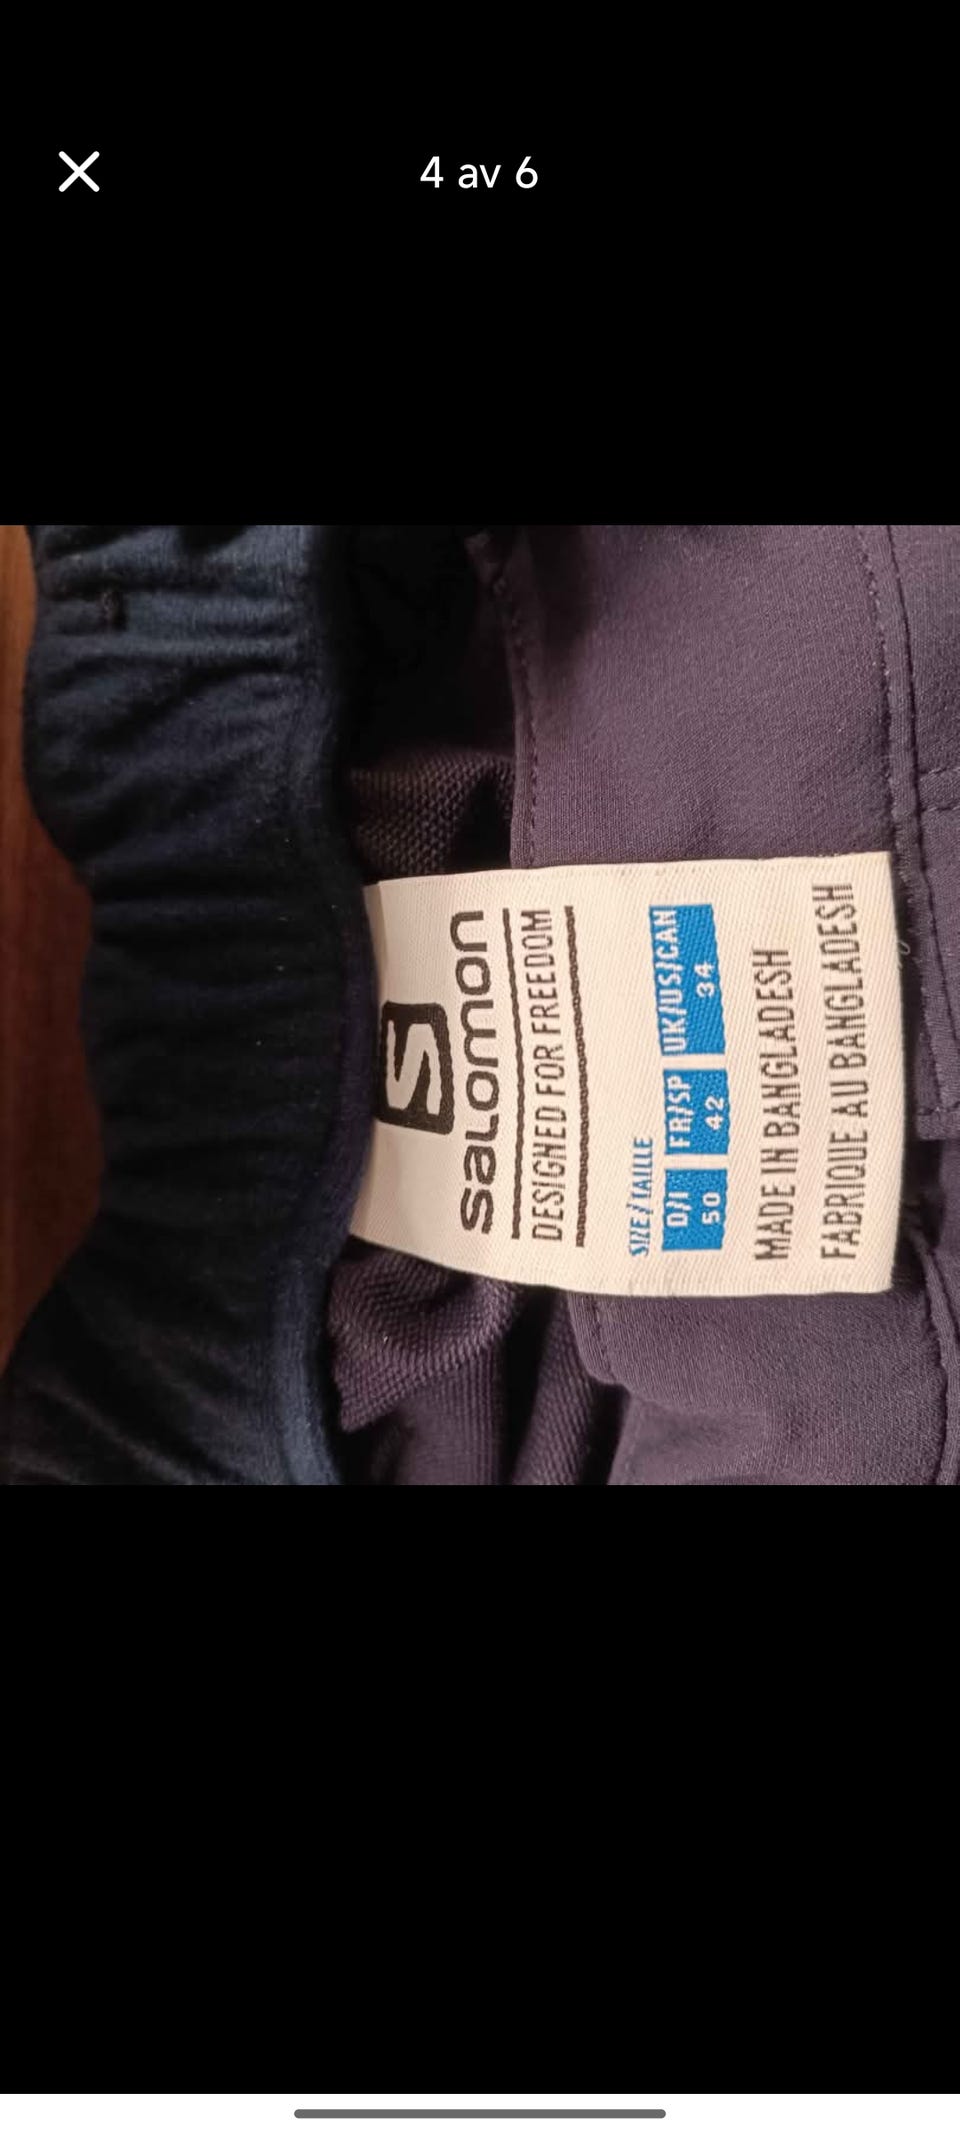 4 av 6
S
SALOMON
DESIGNED FOR FREEDOM
SIZE/TAILLE
D/I FR/SP UK/US/CAN
50 42 34
MADE IN BANGLADESH
FABRIQUE AU BANGLADESH